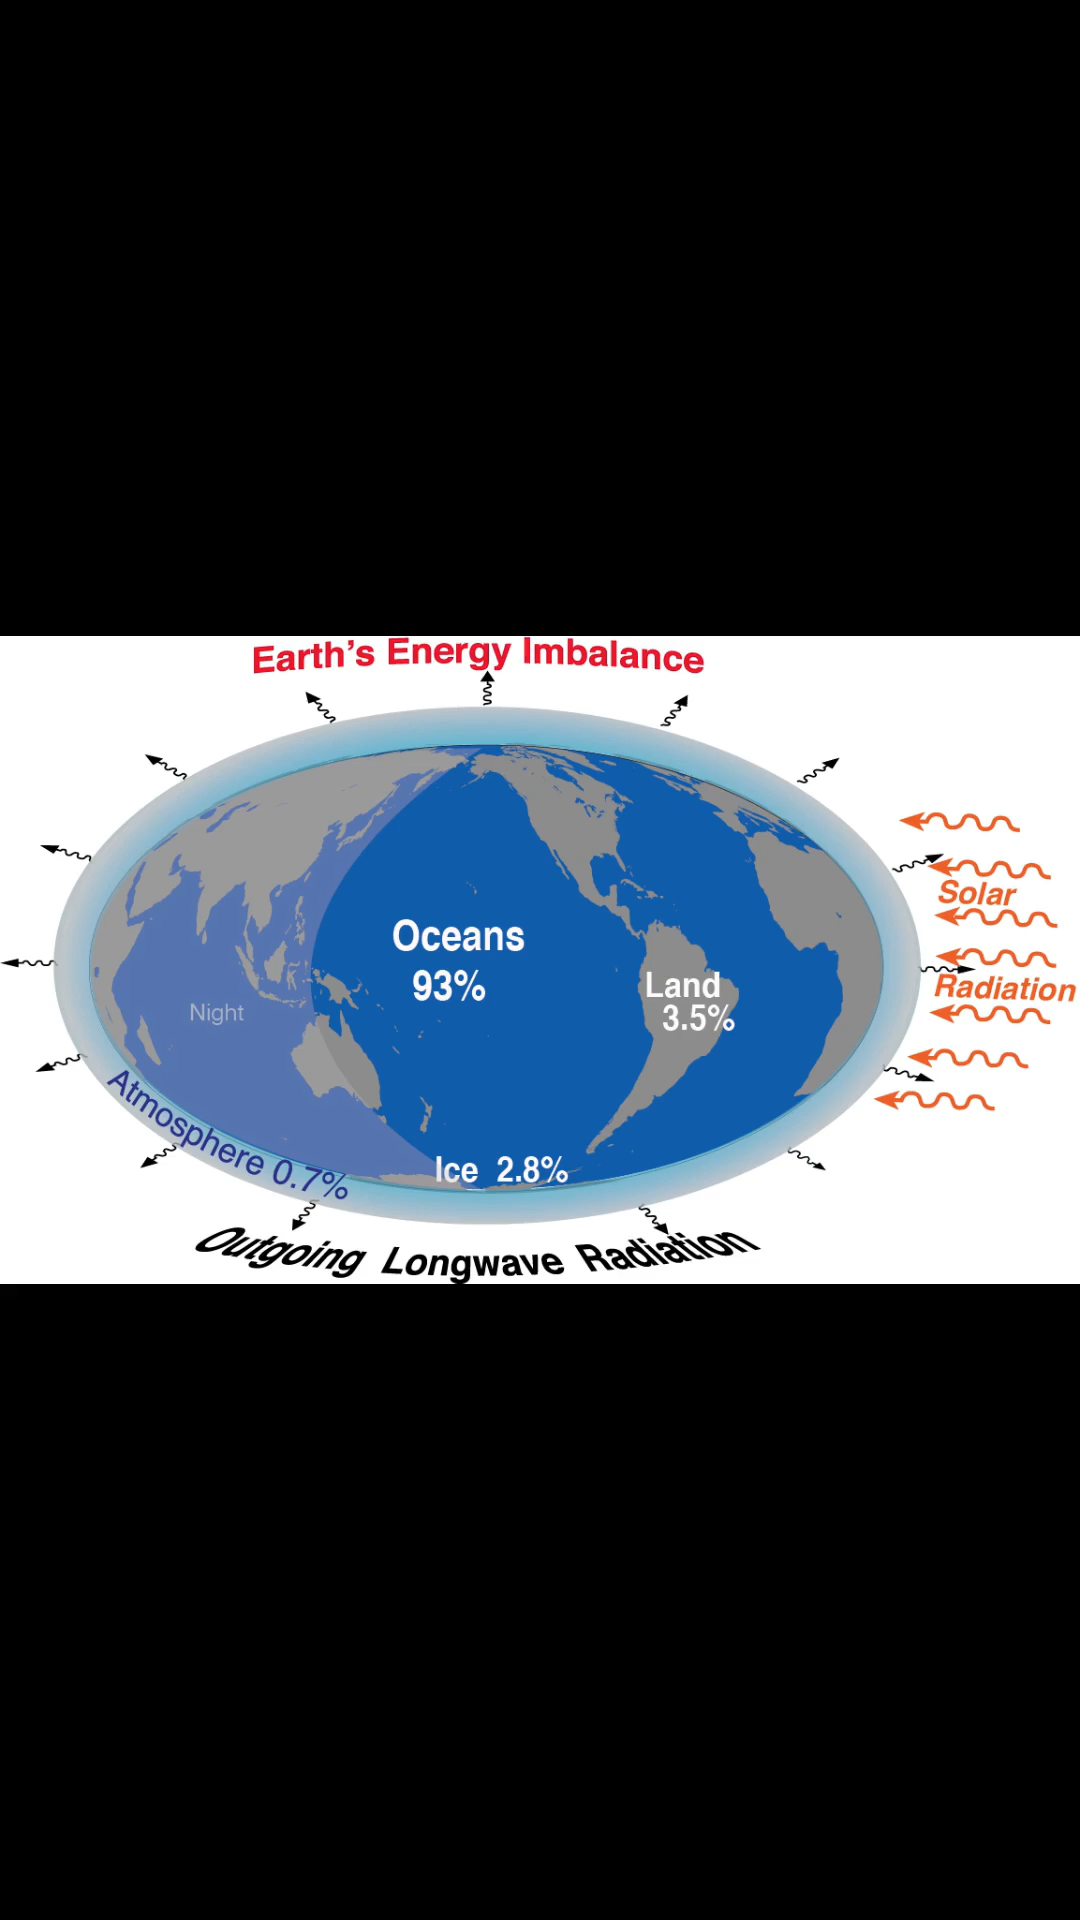 Earth's Energy Imbalance
Solar
Radiation
Oceans
93%
Land
3.5%
Night
Atmosphere 0.7%
Ice 2.8%
Outgoing Longwave Radiation